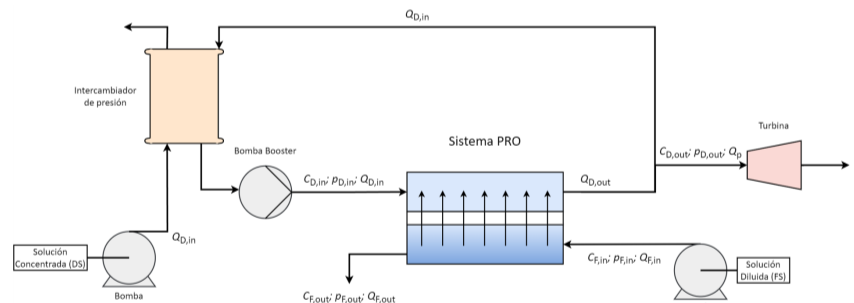 Q_D,in
Intercambiador
de presión
Bomba Booster
Sistema PRO
Turbina
C_D,in; p_D,in; Q_D,in
Q_D,out
C_D,out; p_D,out; Q_p
Q_D,in
Solución
Concentrada (DS)
Bomba
C_F,in; p_F,in; Q_F,in
Solución
Diluida (FS)
C_F,out; p_F,out; Q_F,out